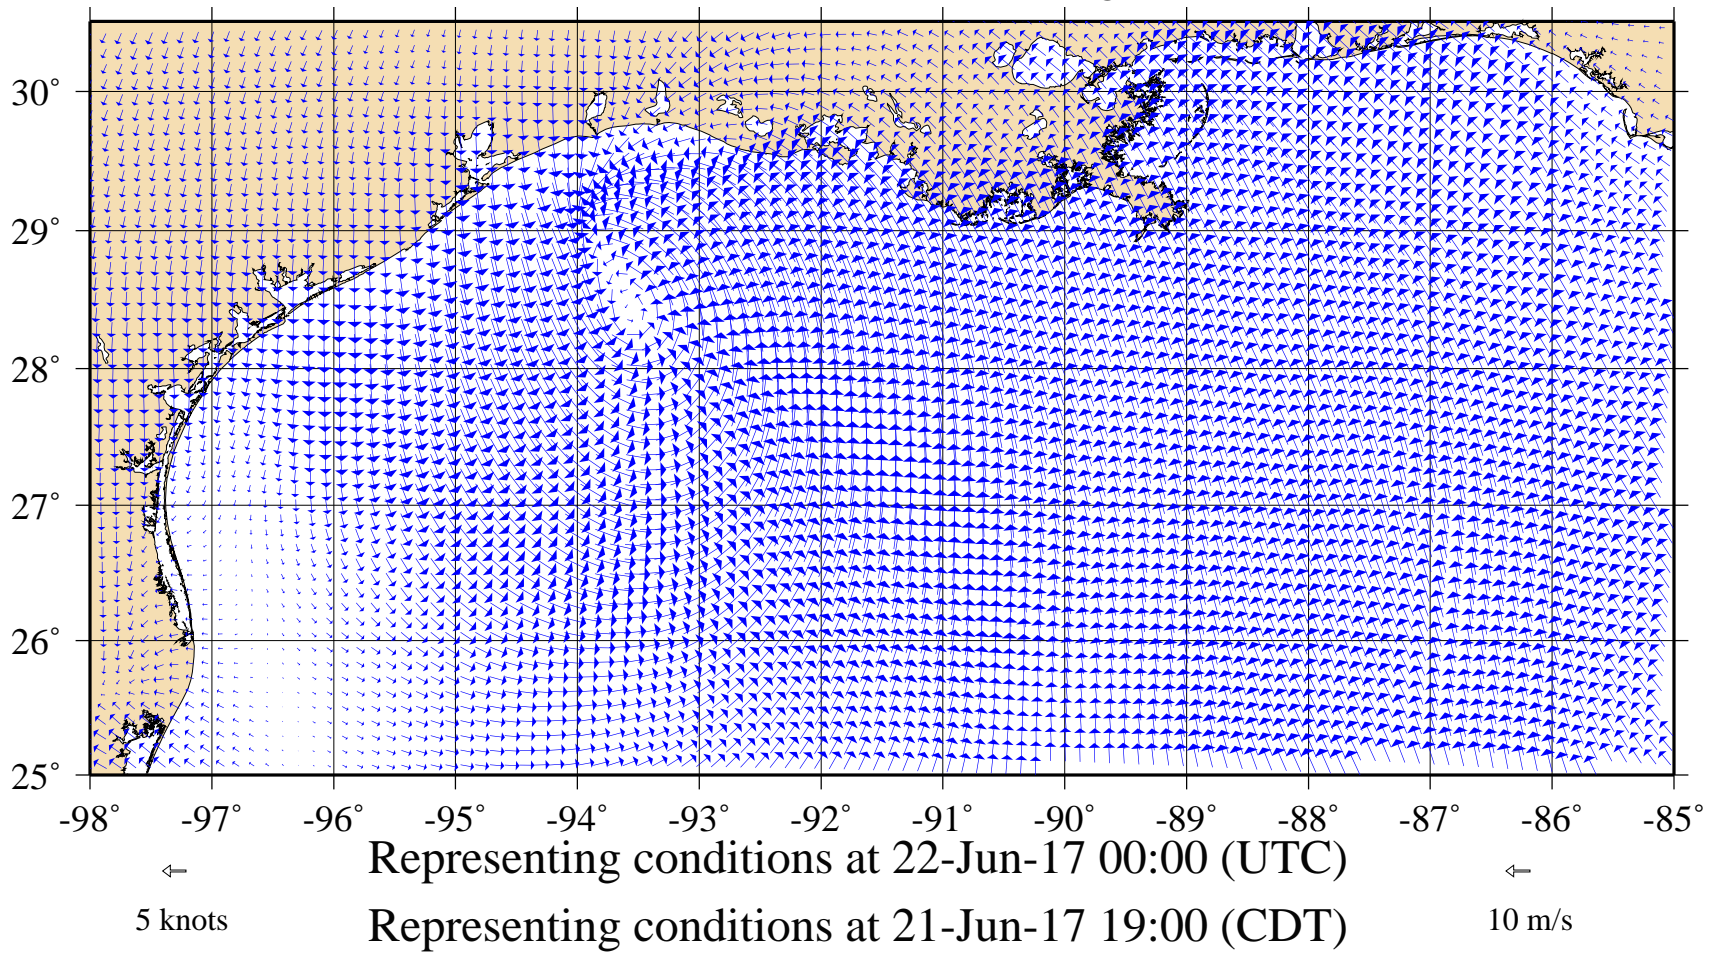 30°
29°
28°
27°
26°
25°
-98° -97° -96° -95° -94° -93° -92° -91° -90° -89° -88° -87° -86° -85°
Representing conditions at 22-Jun-17 00:00 (UTC)
5 knots
Representing conditions at 21-Jun-17 19:00 (CDT)
10 m/s